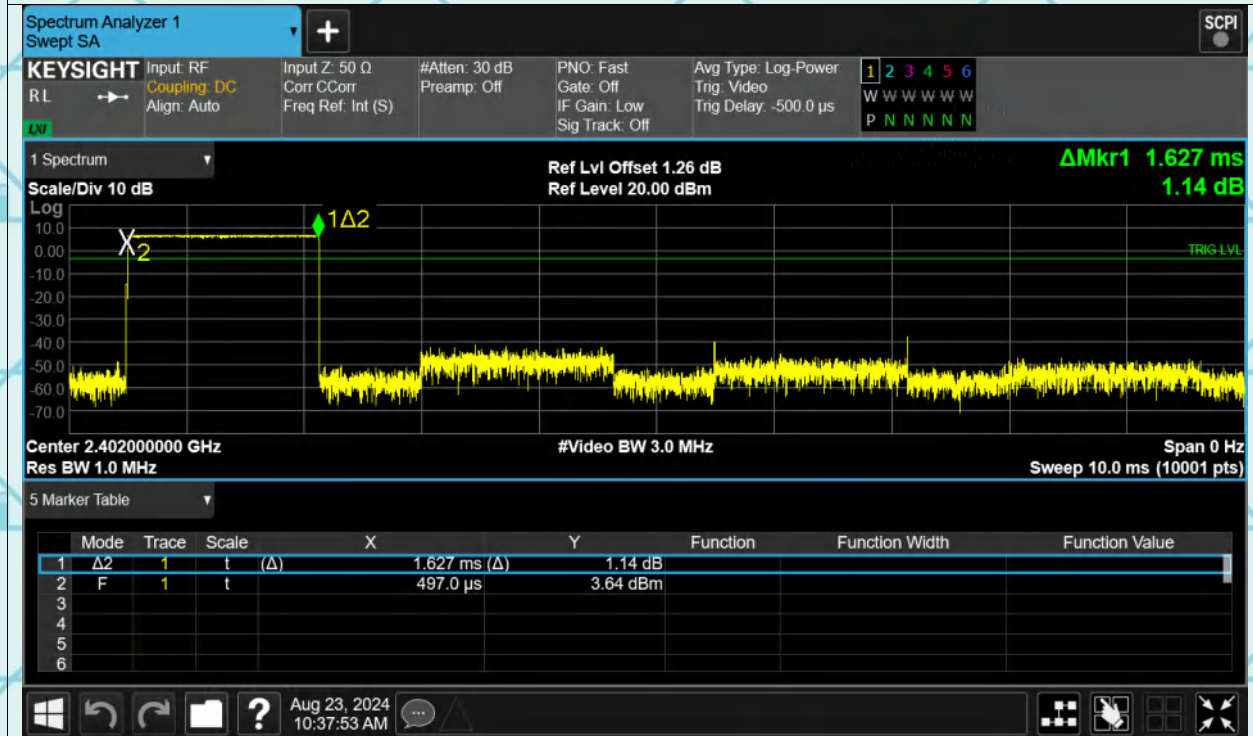 Spectrum Analyzer 1
Swept SA
+
SCPI
KEYSIGHT
RL
LXI
Input: RF
Coupling: DC
Align: Auto
Input Z: 50 Ω
Corr CCorr
Freq Ref: Int (S)
#Atten: 30 dB
Preamp: Off
PNO: Fast
Gate: Off
IF Gain: Low
Sig Track: Off
Avg Type: Log-Power
Trig: Video
Trig Delay: -500.0 µs
1 2 3 4 5 6
W W W W W W
P N N N N N
1 Spectrum
Scale/Div 10 dB
Ref Lvl Offset 1.26 dB
Ref Level 20.00 dBm
ΔMkr1 1.627 ms
1.14 dB
Log
10.0
0.00
-10.0
-20.0
-30.0
-40.0
-50.0
-60.0
-70.0
X2
1Δ2
TRIG LVL
Center 2.402000000 GHz
#Video BW 3.0 MHz
Span 0 Hz
Res BW 1.0 MHz
Sweep 10.0 ms (10001 pts)
5 Marker Table
Mode Trace Scale X Y Function Function Width Function Value
1 Δ2 1 t (Δ) 1.627 ms (Δ) 1.14 dB
2 F 1 t 497.0 µs 3.64 dBm
3
4
5
6
?
Aug 23, 2024
10:37:53 AM